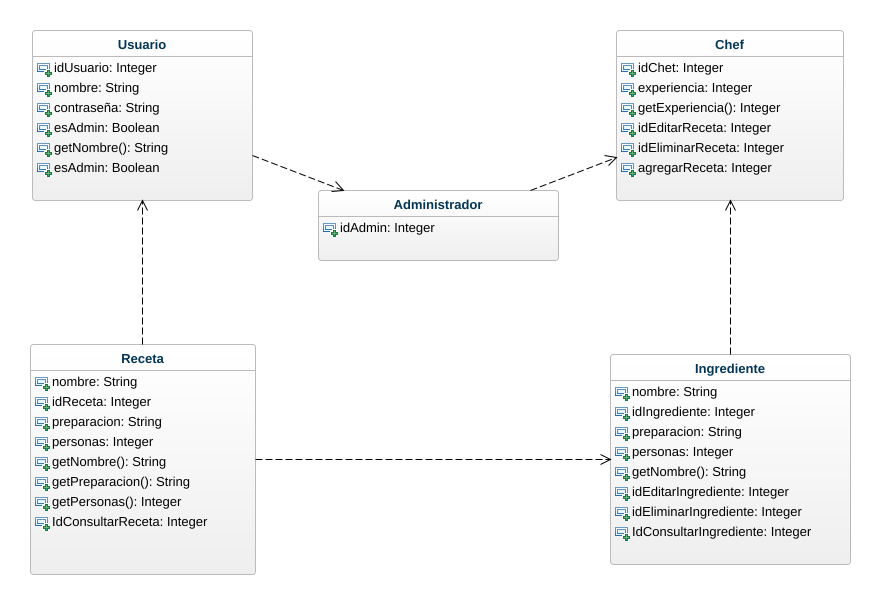 Usuario
idUsuario: Integer
nombre: String
contraseña: String
esAdmin: Boolean
getNombre(): String
esAdmin: Boolean
Chef
idChet: Integer
experiencia: Integer
getExperiencia(): Integer
idEditarReceta: Integer
idEliminarReceta: Integer
agregarReceta: Integer
Administrador
idAdmin: Integer
Receta
nombre: String
idReceta: Integer
preparacion: String
personas: Integer
getNombre(): String
getPreparacion(): String
getPersonas(): Integer
IdConsultarReceta: Integer
Ingrediente
nombre: String
idIngrediente: Integer
preparacion: String
personas: Integer
getNombre(): String
idEditarIngrediente: Integer
idEliminarIngrediente: Integer
IdConsultarIngrediente: Integer